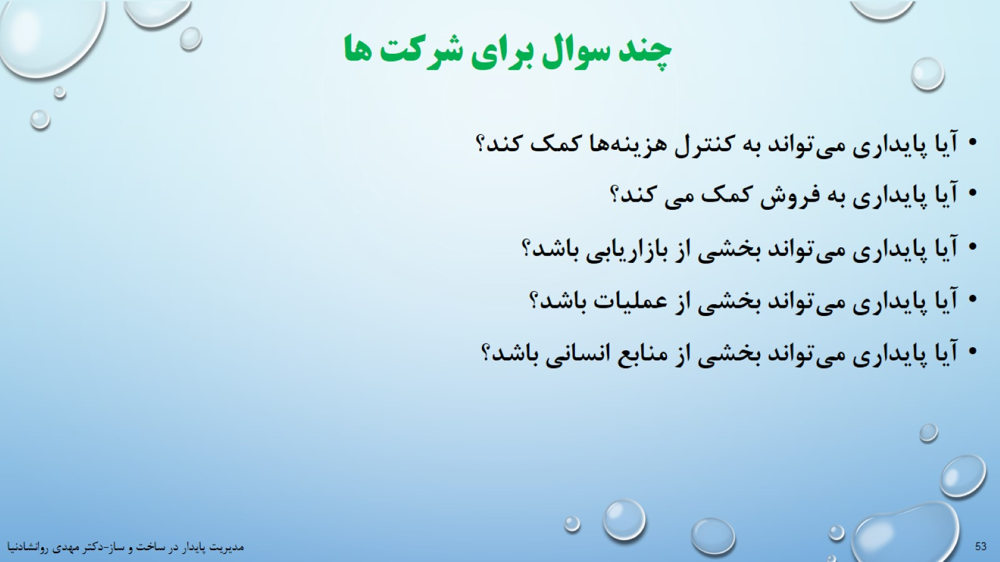 چند سوال برای شرکت ها
• آیا پایداری می‌تواند به کنترل هزینه‌ها کمک کند؟
• آیا پایداری به فروش کمک می کند؟
• آیا پایداری می‌تواند بخشی از بازاریابی باشد؟
• آیا پایداری می‌تواند بخشی از عملیات باشد؟
• آیا پایداری می‌تواند بخشی از منابع انسانی باشد؟
مدیریت پایدار در ساخت و ساز-دکتر مهدی روانشادنیا
53